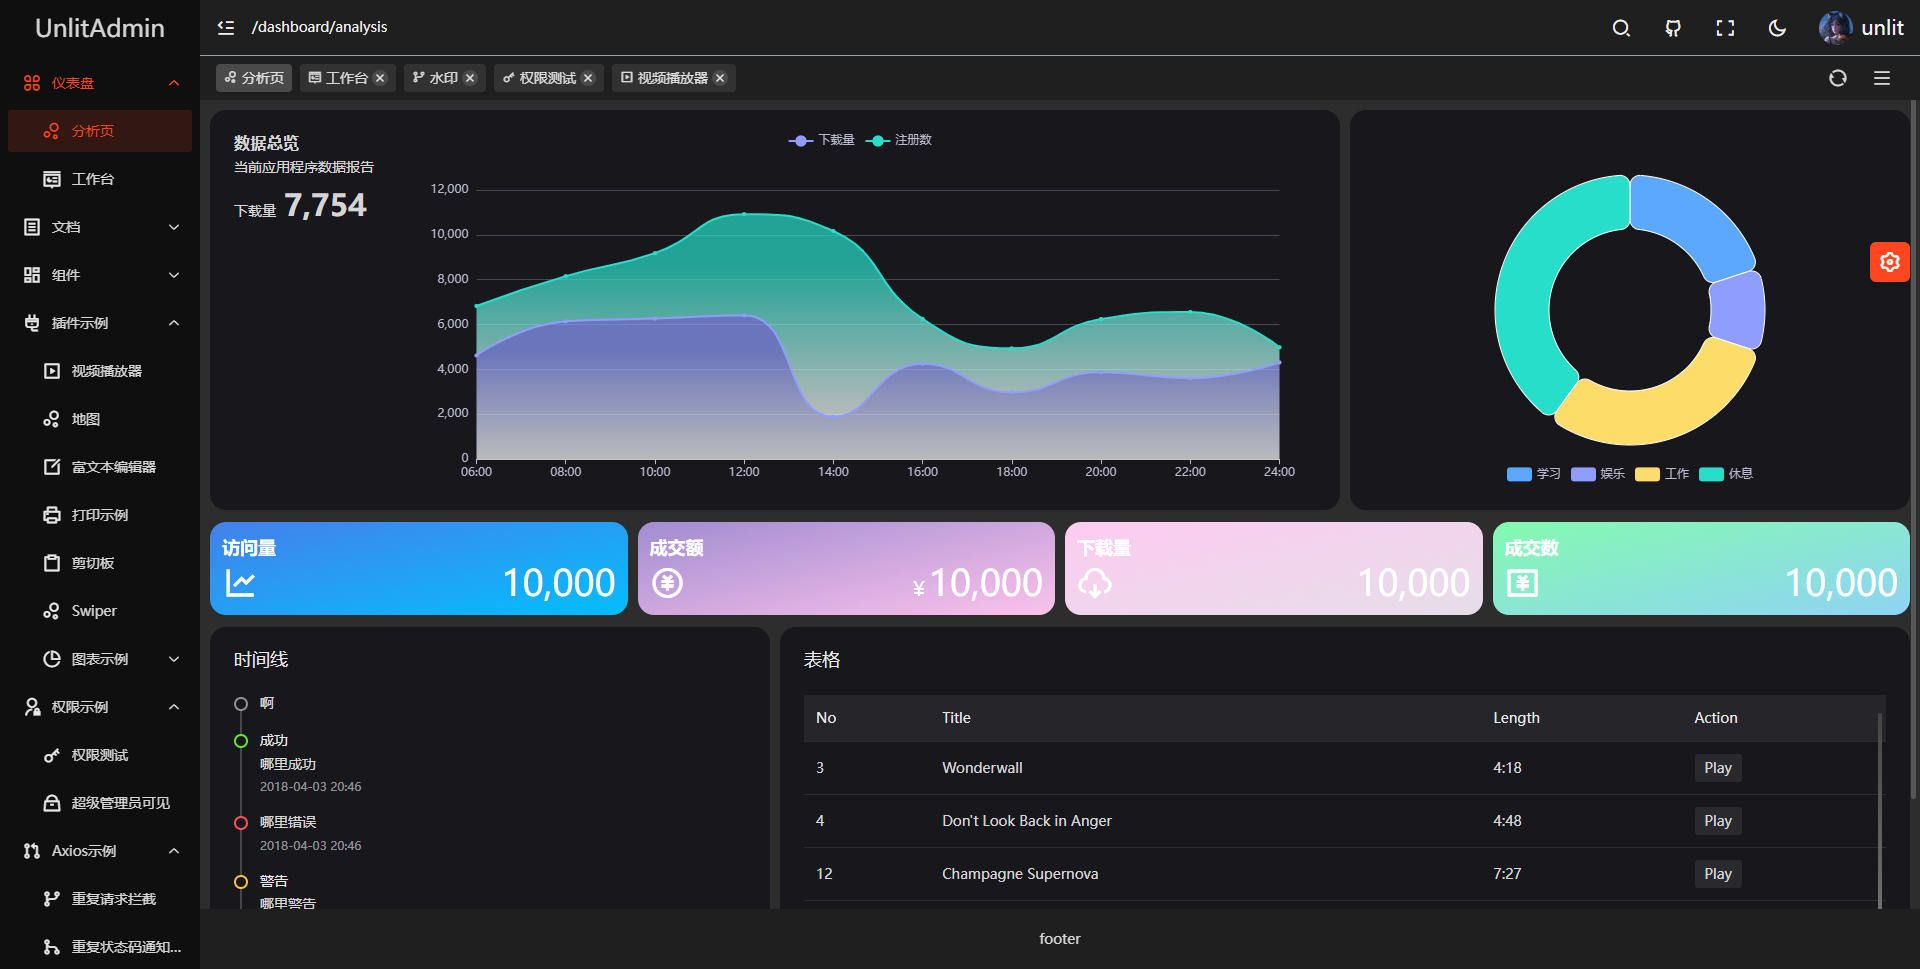 UnlitAdmin
仪表盘
分析页
工作台
文档
组件
插件示例
视频播放器
地图
富文本编辑器
打印示例
剪切板
Swiper
图表示例
权限示例
权限测试
超级管理员可见
Axios示例
重复请求拦截
重复状态码通知...
/dashboard/analysis
unlit
分析页
工作台
水印
权限测试
视频播放器
数据总览
当前应用程序数据报告
下载量 7,754
下载量
注册数
12,000
10,000
8,000
6,000
4,000
2,000
0
06:00
08:00
10:00
12:00
14:00
16:00
18:00
20:00
22:00
24:00
学习
娱乐
工作
休息
访问量
10,000
成交额
¥ 10,000
下载量
10,000
成交数
10,000
时间线
啊
成功
哪里成功
2018-04-03 20:46
哪里错误
2018-04-03 20:46
警告
哪里警告
表格
No Title Length Action
3 Wonderwall 4:18 Play
4 Don't Look Back in Anger 4:48 Play
12 Champagne Supernova 7:27 Play
footer